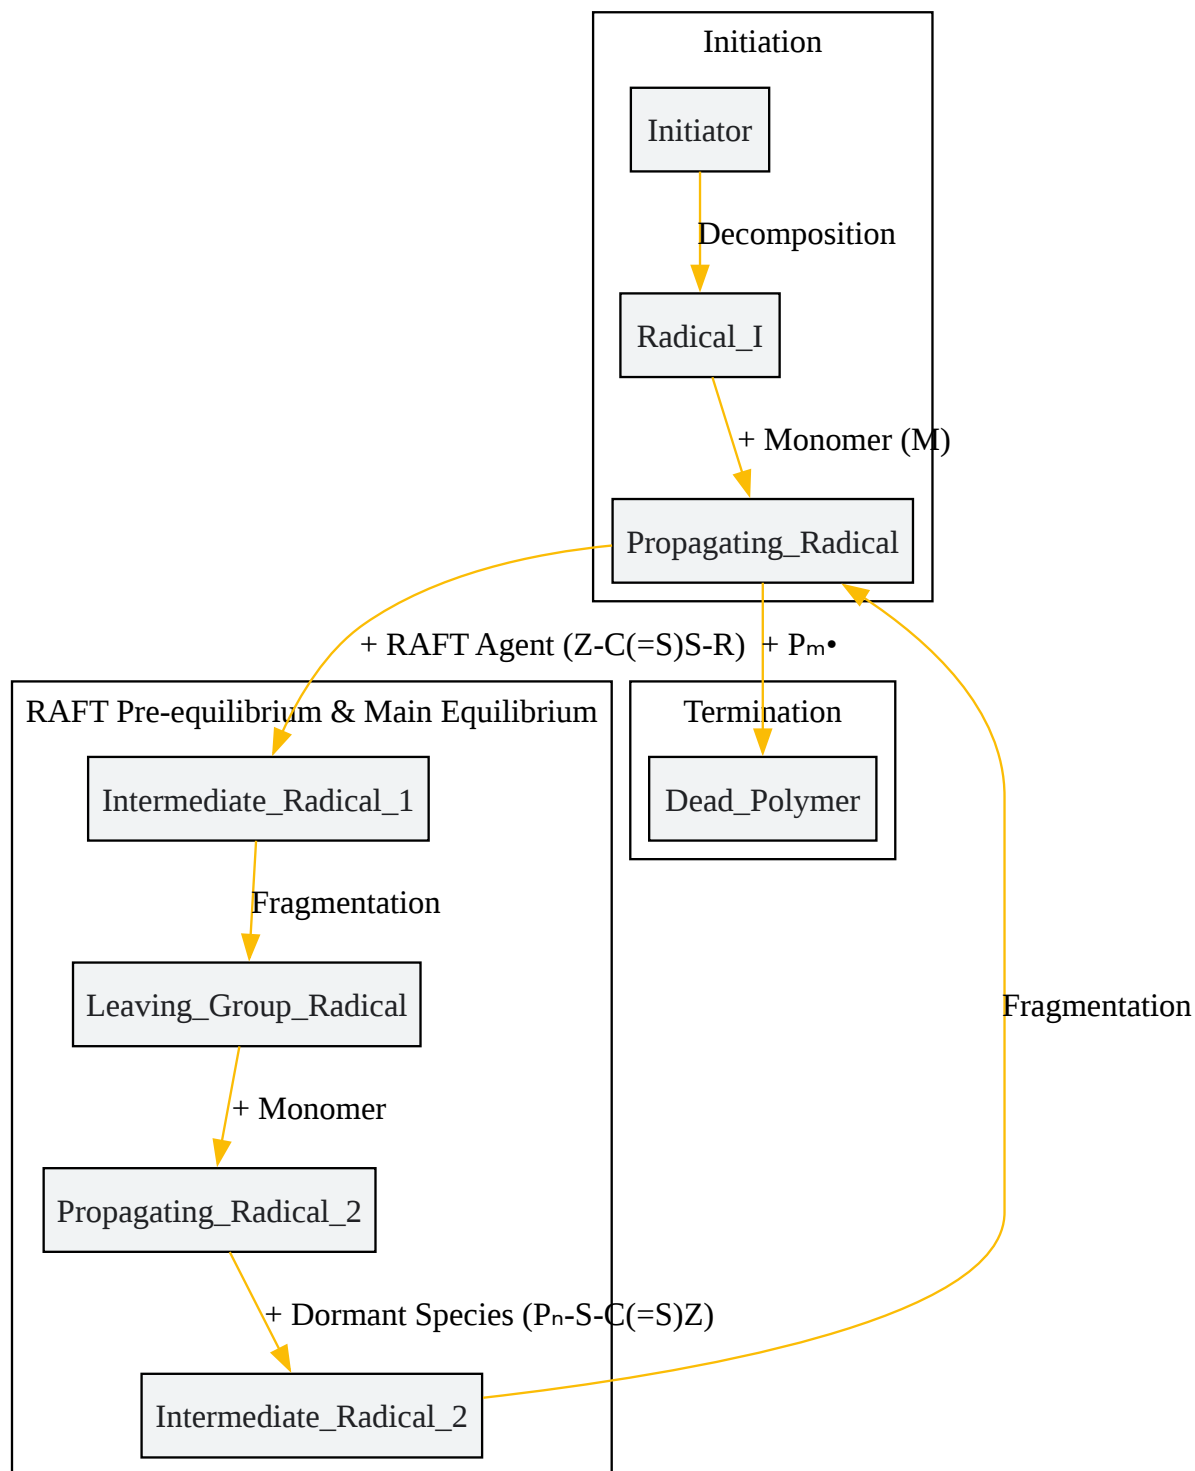 Initiation
Initiator
Decomposition
Radical_I
+ Monomer (M)
Propagating_Radical
+ RAFT Agent (Z-C(=S)S-R)
+ Pₘ•
RAFT Pre-equilibrium & Main Equilibrium
Termination
Intermediate_Radical_1
Dead_Polymer
Fragmentation
Leaving_Group_Radical
Fragmentation
+ Monomer
Propagating_Radical_2
+ Dormant Species (Pₙ-S-C(=S)Z)
Intermediate_Radical_2